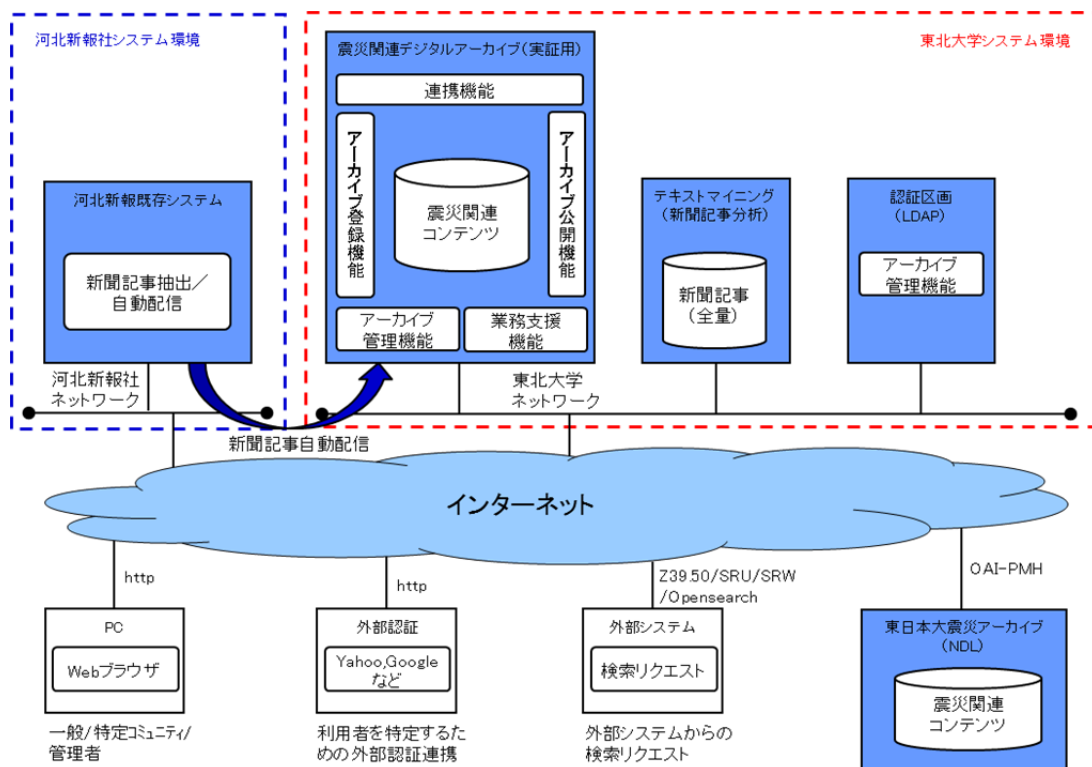 河北新報社システム環境
東北大学システム環境
震災関連デジタルアーカイブ(実証用)
連携機能
アーカイブ登録機能
震災関連
コンテンツ
アーカイブ公開機能
アーカイブ
管理機能
業務支援
機能
河北新報既存システム
新聞記事抽出/
自動配信
テキストマイニング
(新聞記事分析)
新聞記事
(全量)
認証区画
(LDAP)
アーカイブ
管理機能
河北新報社
ネットワーク
東北大学
ネットワーク
新聞記事自動配信
インターネット
http
http
Z39.50/SRU/SRW
/Opensearch
OAI-PMH
PC
Webブラウザ
一般/特定コミュニティ/
管理者
外部認証
Yahoo,Google
など
利用者を特定するた
めの外部認証連携
外部システム
検索リクエスト
外部システムからの
検索リクエスト
東日本大震災アーカイブ
(NDL)
震災関連
コンテンツ